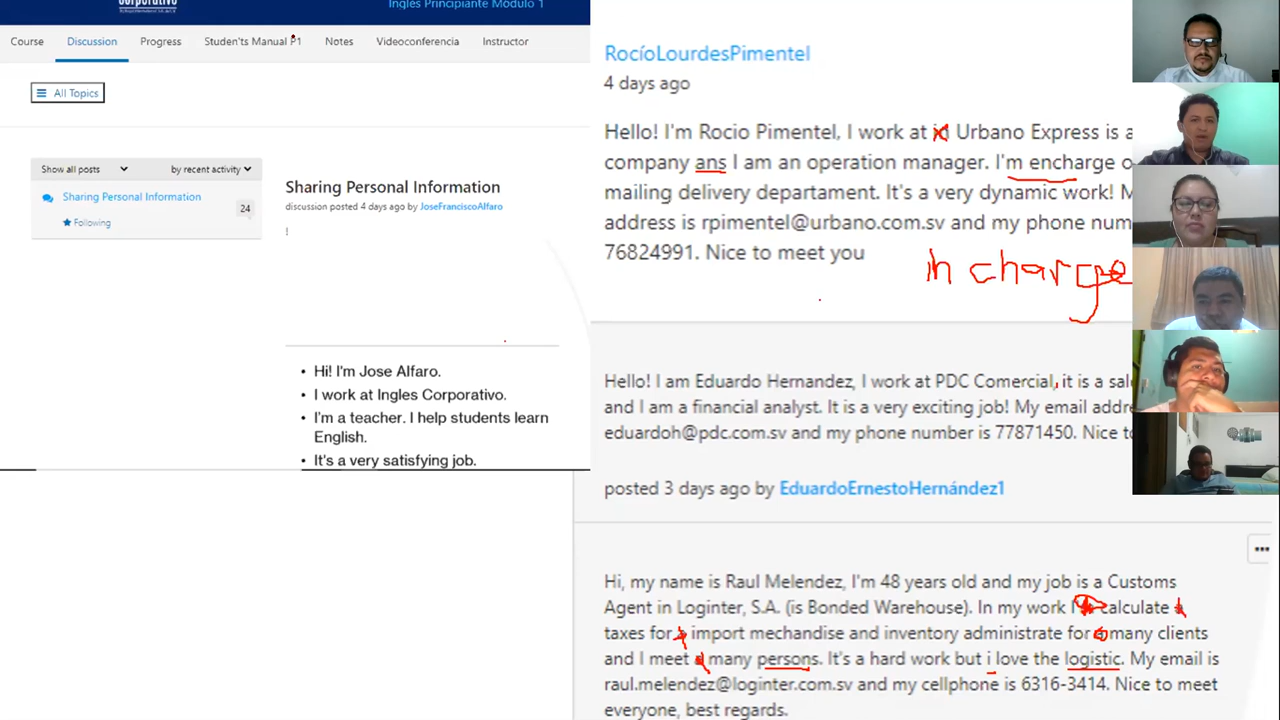 Corporativo
Ingles Principiante Módulo 1
Course Discussion Progress Studen'ts Manual P1 Notes Videoconferencia Instructor
All Topics
Show all posts by recent activity
Sharing Personal Information
24
Following
Sharing Personal Information
discussion posted 4 days ago by JoseFranciscoAlfaro
!
• Hi! I'm Jose Alfaro.
• I work at Ingles Corporativo.
• I'm a teacher. I help students learn
English.
• It's a very satisfying job.
RocíoLourdesPimentel
4 days ago
Hello! I'm Rocio Pimentel, I work at in Urbano Express is a
company ans I am an operation manager. I'm encharge o
mailing delivery departament. It's a very dynamic work! M
address is rpimentel@urbano.com.sv and my phone num
76824991. Nice to meet you
in charge
Hello! I am Eduardo Hernandez, I work at PDC Comercial, it is a sal
and I am a financial analyst. It is a very exciting job! My email addre
eduardoh@pdc.com.sv and my phone number is 77871450. Nice to
posted 3 days ago by EduardoErnestoHernández1
Hi, my name is Raul Melendez, I'm 48 years old and my job is a Customs
Agent in Loginter, S.A. (is Bonded Warehouse). In my work I calculate a
taxes for import mechandise and inventory administrate for many clients
and I meet many persons. It's a hard work but i love the logistic. My email is
raul.melendez@loginter.com.sv and my cellphone is 6316-3414. Nice to meet
everyone, best regards.